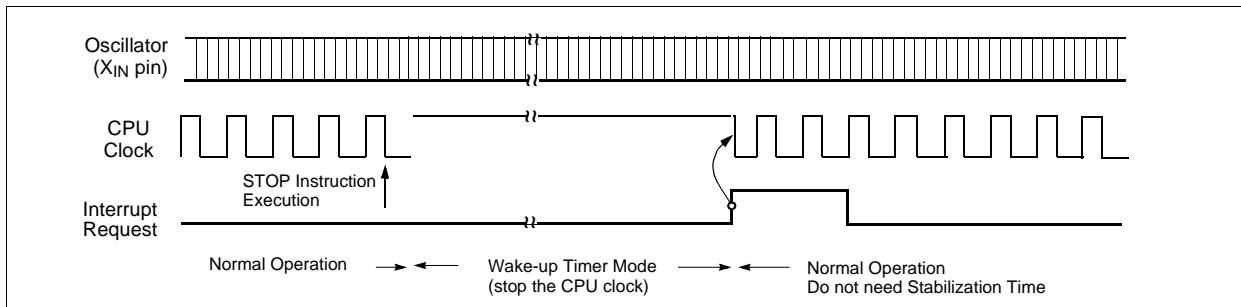 Oscillator
(XIN pin)
CPU
Clock
STOP Instruction
Execution
Interrupt
Request
Normal Operation
Wake-up Timer Mode
(stop the CPU clock)
Normal Operation
Do not need Stabilization Time